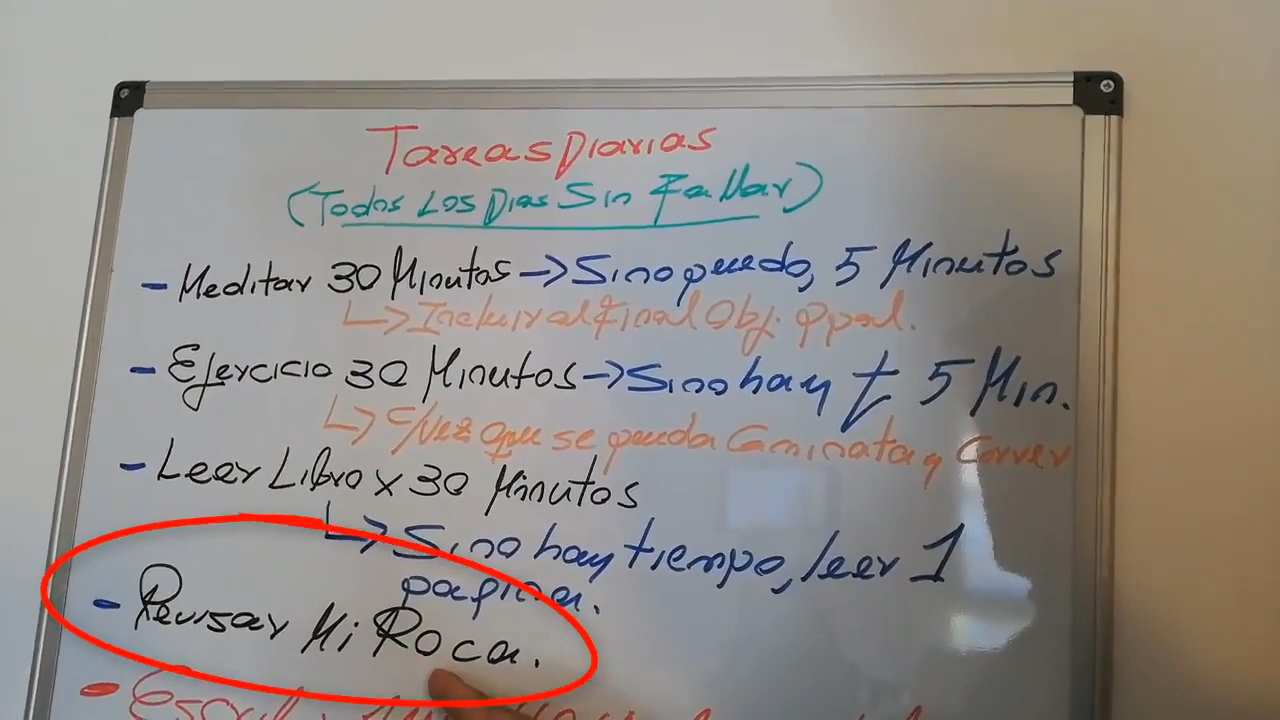 Tareas Diarias
(Todos Los Dias Sin Fallar)
- Meditar 30 Minutos -> Si no puedo, 5 Minutos
↳ Incluir al final Obj. Ppal.
- Ejercicio 30 Minutos -> Si no hay t 5 Min.
↳ C/vez que se pueda Caminata y Correr
- Leer Libro x 30 Minutos
↳ Si no hay tiempo, leer 1
pagina.
- Revisar Mi Roca.